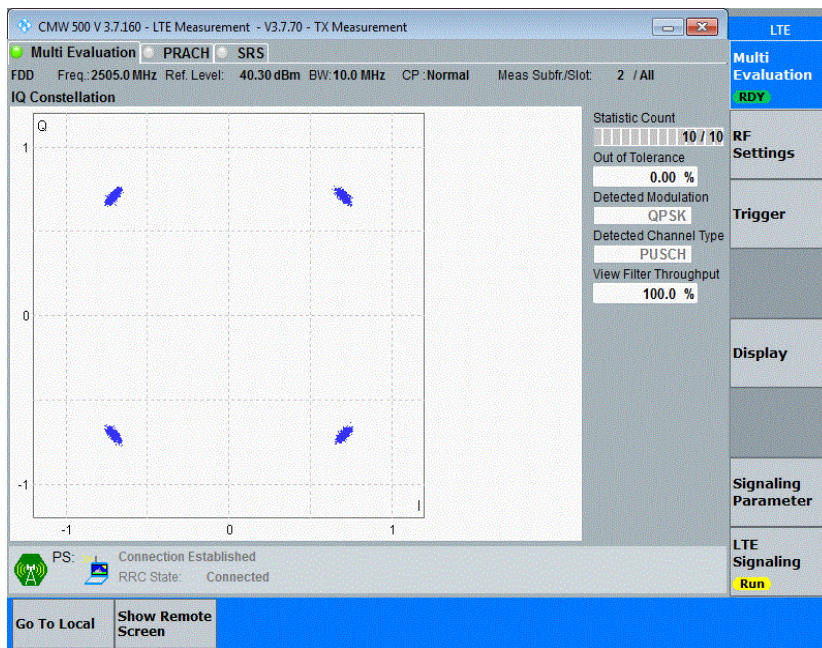 CMW 500 V 3.7.160 - LTE Measurement - V3.7.70 - TX Measurement
LTE
Multi Evaluation PRACH SRS
FDD Freq.: 2505.0 MHz Ref. Level: 40.30 dBm BW: 10.0 MHz CP : Normal Meas Subfr./Slot: 2 / All
IQ Constellation
Q
1
0
-1
-1 0 1
I
Statistic Count
10 / 10
Out of Tolerance
0.00 %
Detected Modulation
QPSK
Detected Channel Type
PUSCH
View Filter Throughput
100.0 %
Multi
Evaluation
RDY
RF
Settings
Trigger
Display
Signaling
Parameter
LTE
Signaling
Run
PS: Connection Established
RRC State: Connected
Go To Local
Show Remote
Screen